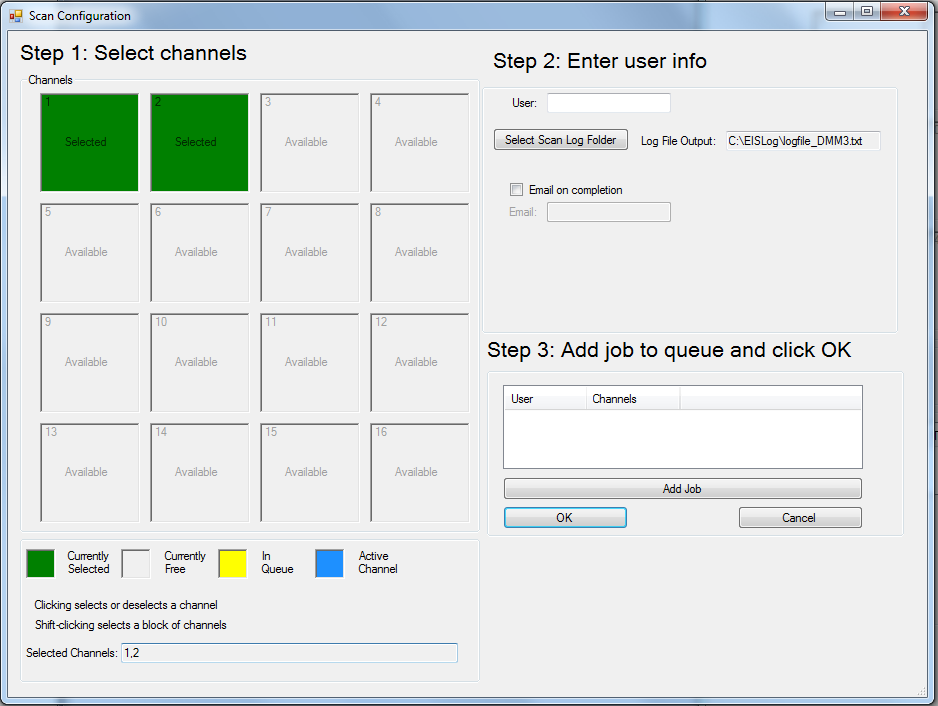 Scan Configuration
Step 1: Select channels
Channels
1 2 3 4
Selected Selected Available Available
5 6 7 8
Available Available Available Available
9 10 11 12
Available Available Available Available
13 14 15 16
Available Available Available Available
Currently Selected
Currently Free
In Queue
Active Channel
Clicking selects or deselects a channel
Shift-clicking selects a block of channels
Selected Channels: 1,2
Step 2: Enter user info
User:
Select Scan Log Folder Log File Output: C:\EISLog\logfile_DMM3.txt
Email on completion
Email:
Step 3: Add job to queue and click OK
User Channels
Add Job
OK Cancel